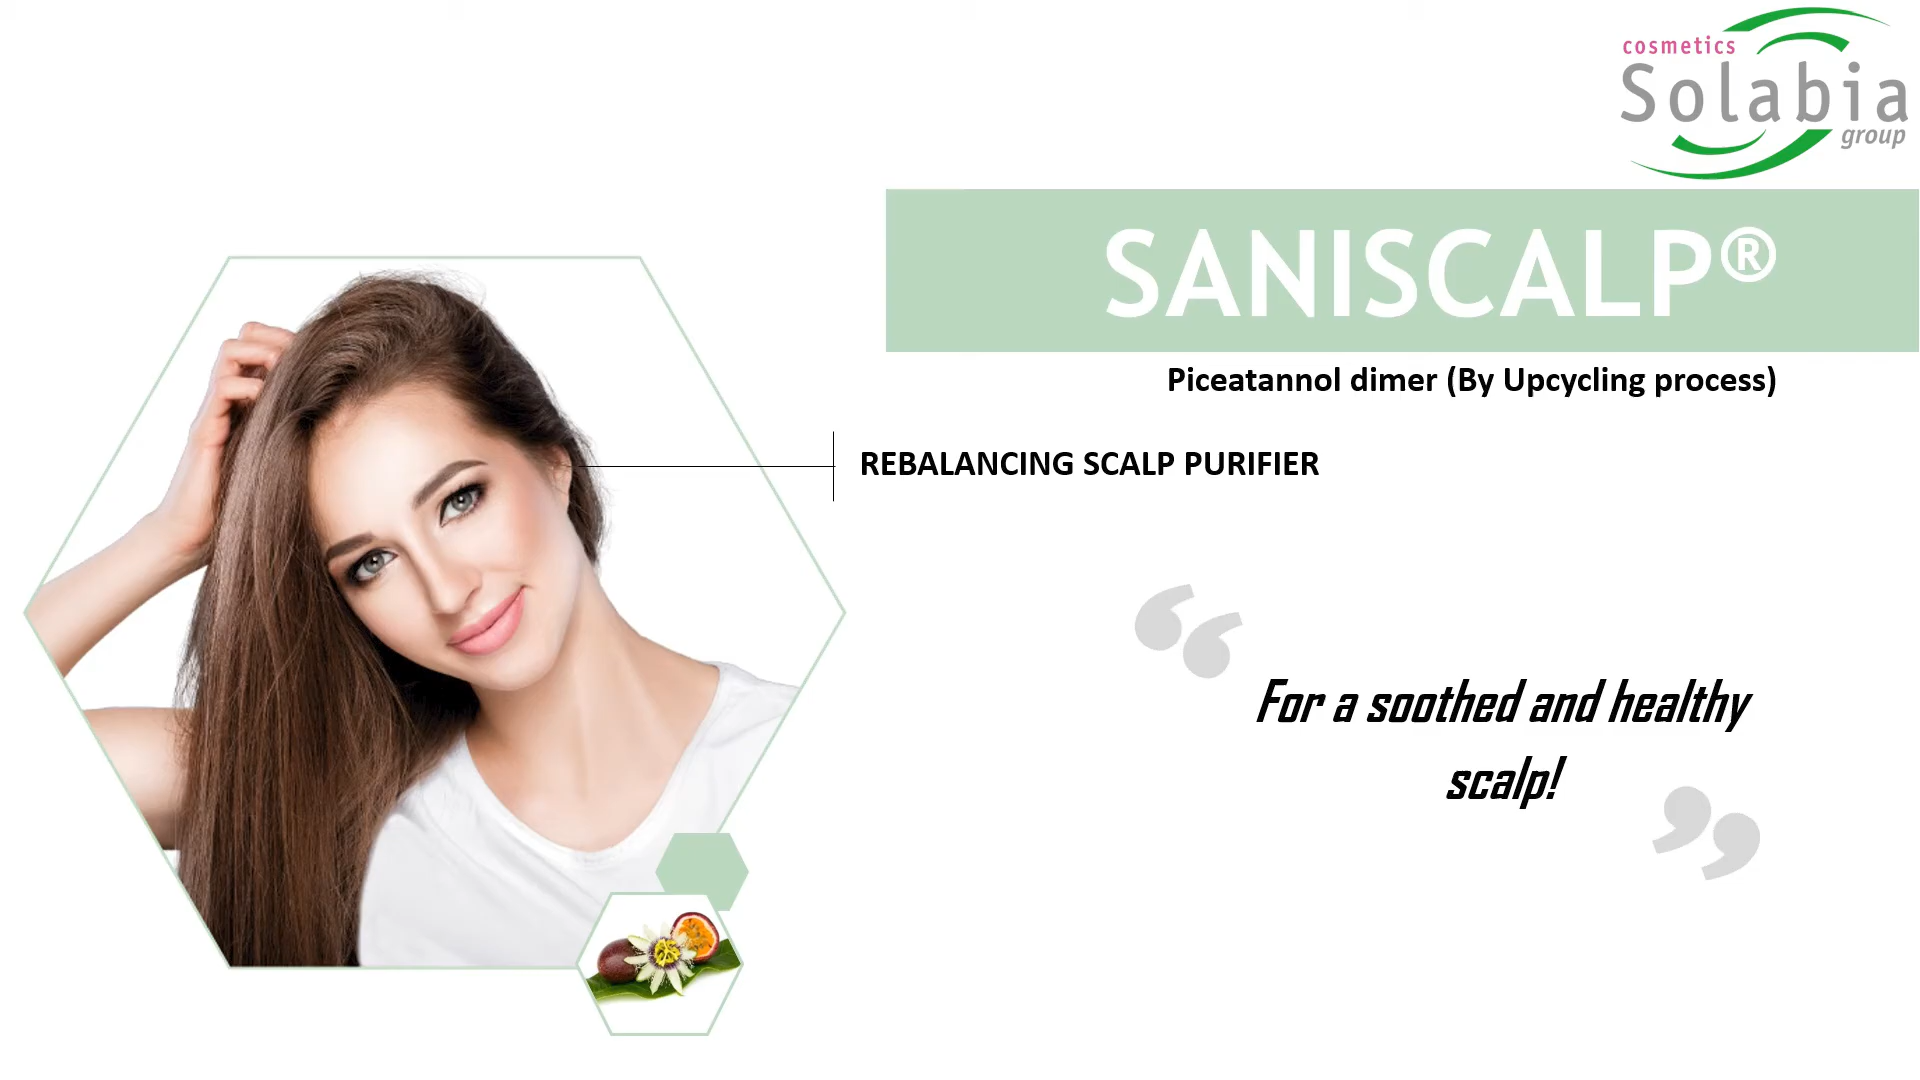 cosmetics
Solabia
group
SANISCALP®
Piceatannol dimer (By Upcycling process)
REBALANCING SCALP PURIFIER
“
For a soothed and healthy
scalp!
”